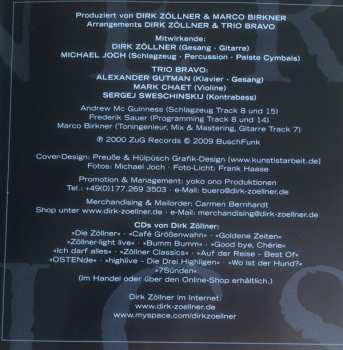 Produziert von DIRK ZÖLLNER & MARCO BIRKNER
Arrangements DIRK ZÖLLNER & TRIO BRAVO
Mitwirkende:
DIRK ZÖLLNER (Gesang · Gitarre)
MICHAEL JOCH (Schlagzeug · Percussion · Paiste Cymbals)
TRIO BRAVO:
ALEXANDER GUTMAN (Klavier · Gesang)
MARK CHAET (Violine)
SERGEJ SWESCHINSKIJ (Kontrabass)
Andrew Mc Guinness (Schlagzeug Track 8 und 15)
Frederik Sauer (Programming Track 8 und 14)
Marco Birkner (Toningenieur, Mix & Mastering, Gitarre Track 7)
℗ 2000 ZuG Records © 2009 BuschFunk
Cover-Design: Preuße & Hülpüsch Grafik-Design (www.kunstistarbeit.de)
Fotos: Michael Joch · Foto-Licht: Frank Haase
Promotion & Management: yoko ono Produktionen
Tel.: +49(0)177.269 3503 · e-Mail: buero@dirk-zoellner.de
Merchandising & Mailorder: Carmen Bernhardt
Shop unter www.dirk-zoellner.de · e-Mail: merchandising@dirk-zoellner.de
CDs von Dirk Zöllner:
»Die Zöllner« · »Café Größenwahn« · »Goldene Zeiten«
»Zöllner-light live« · »Bumm Bumm« · »Good bye, Chérie«
»Ich darf alles« · »Zöllner Classics« · »Auf der Reise – Best Of«
»OSTENde« · »highlive – Die Drei Highligen« · »Wo ist der Hund?«
»7Sünden«
(Im Handel oder über den Online-Shop erhältlich.)
Dirk Zöllner im Internet:
www.dirk-zoellner.de
www.myspace.com/dirkzoellner